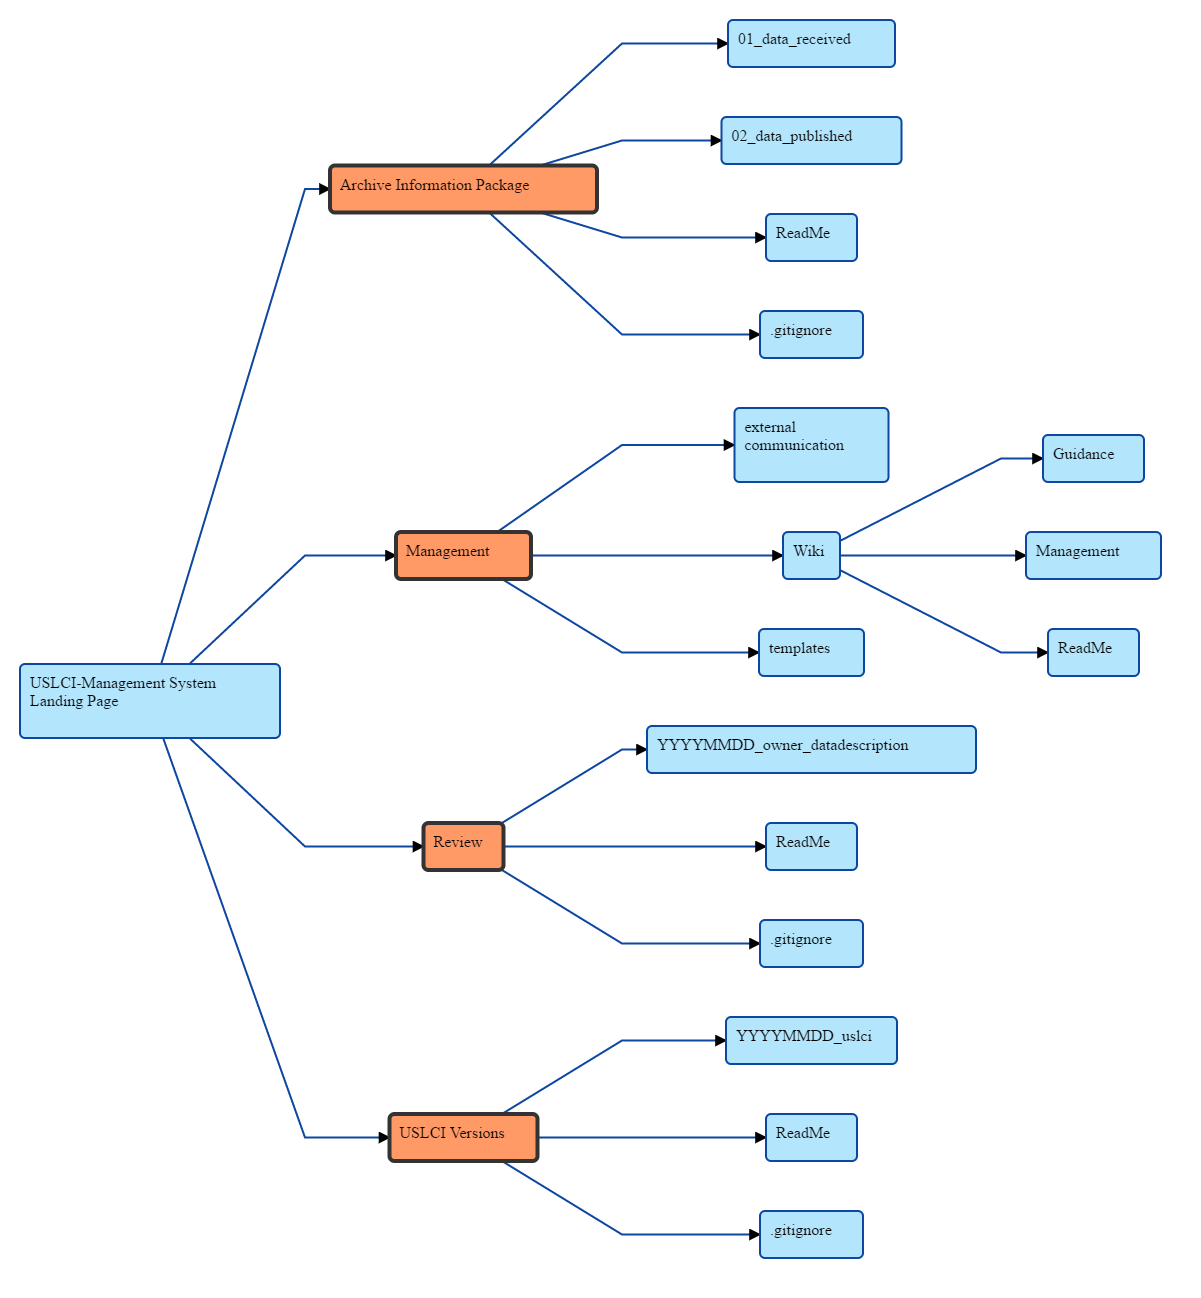 01_data_received
02_data_published
Archive Information Package
ReadMe
.gitignore
external
communication
Guidance
Management
Wiki
Management
templates
ReadMe
USLCI-Management System
Landing Page
YYYYMMDD_owner_datadescription
Review
ReadMe
.gitignore
YYYYMMDD_uslci
USLCI Versions
ReadMe
.gitignore